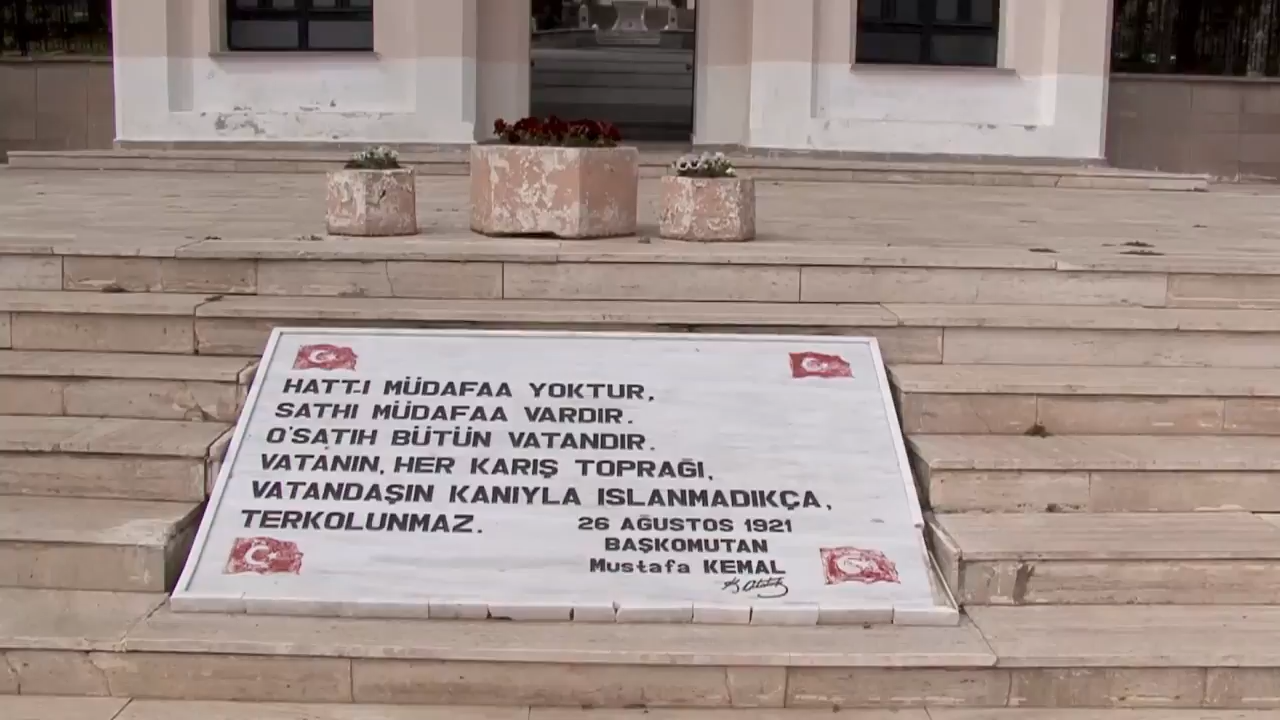 HATT-I MÜDAFAA YOKTUR,
SATHI MÜDAFAA VARDIR.
O'SATIH BÜTÜN VATANDIR.
VATANIN, HER KARIŞ TOPRAĞI,
VATANDAŞIN KANIYLA ISLANMADIKÇA,
TERKOLUNMAZ.
26 AĞUSTOS 1921
BAŞKOMUTAN
Mustafa KEMAL
K. Atatürk